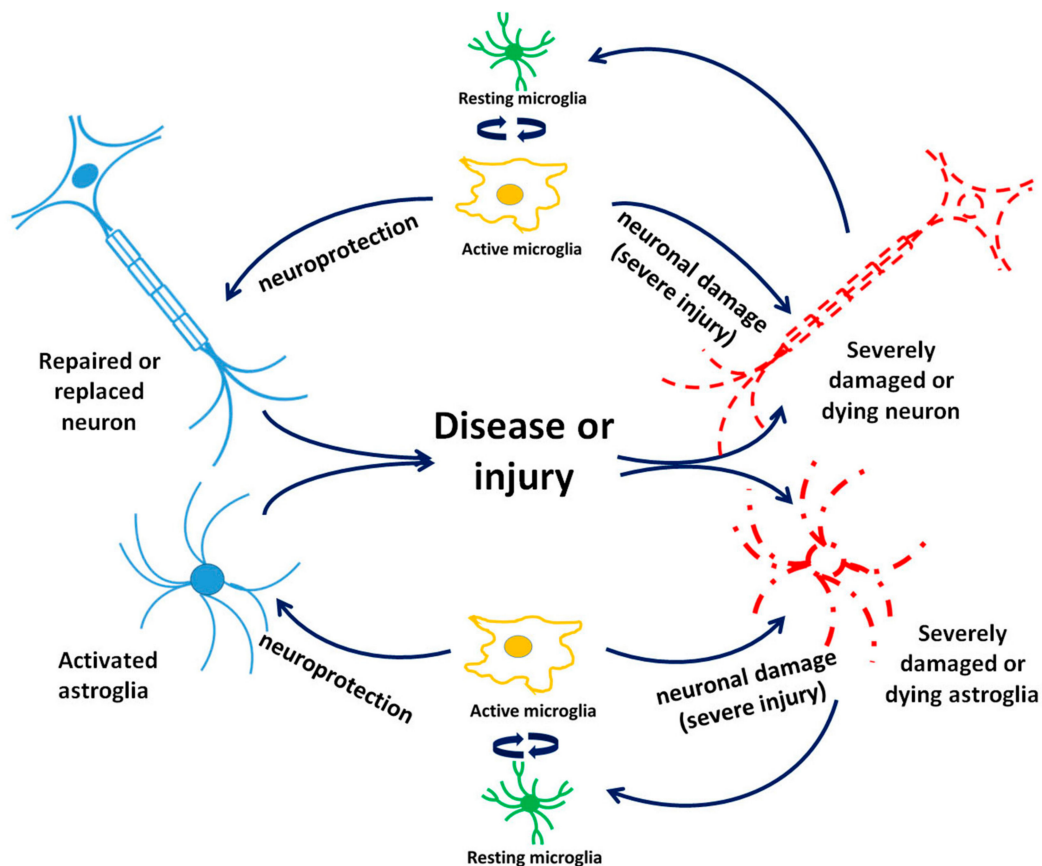 Resting microglia
Active microglia
neuroprotection
neuronal damage
(severe injury)
Repaired or
replaced
neuron
Severely
damaged or
dying neuron
Disease or
injury
Activated
astroglia
neuroprotection
Active microglia
neuronal damage
(severe injury)
Severely
damaged or
dying astroglia
Resting microglia